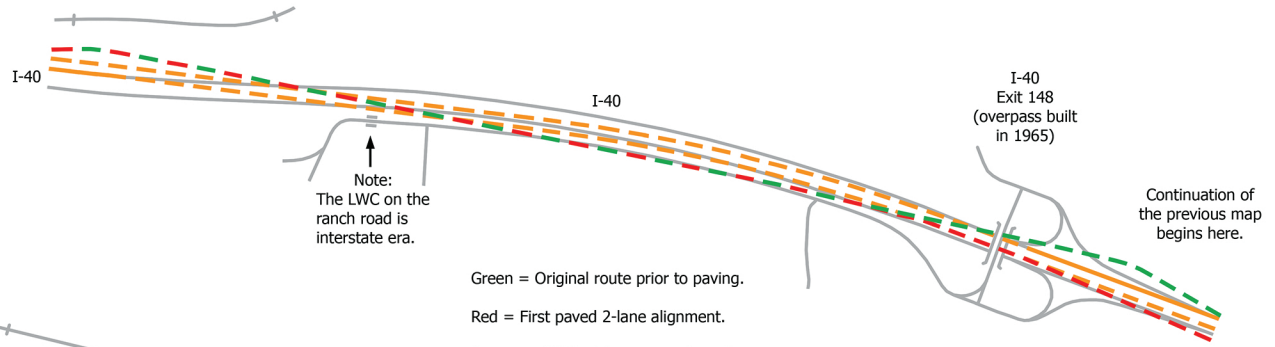 I-40
I-40
I-40
Exit 148
(overpass built
in 1965)
Note:
The LWC on the
ranch road is
interstate era.
Continuation of
the previous map
begins here.
Green = Original route prior to paving.
Red = First paved 2-lane alignment.